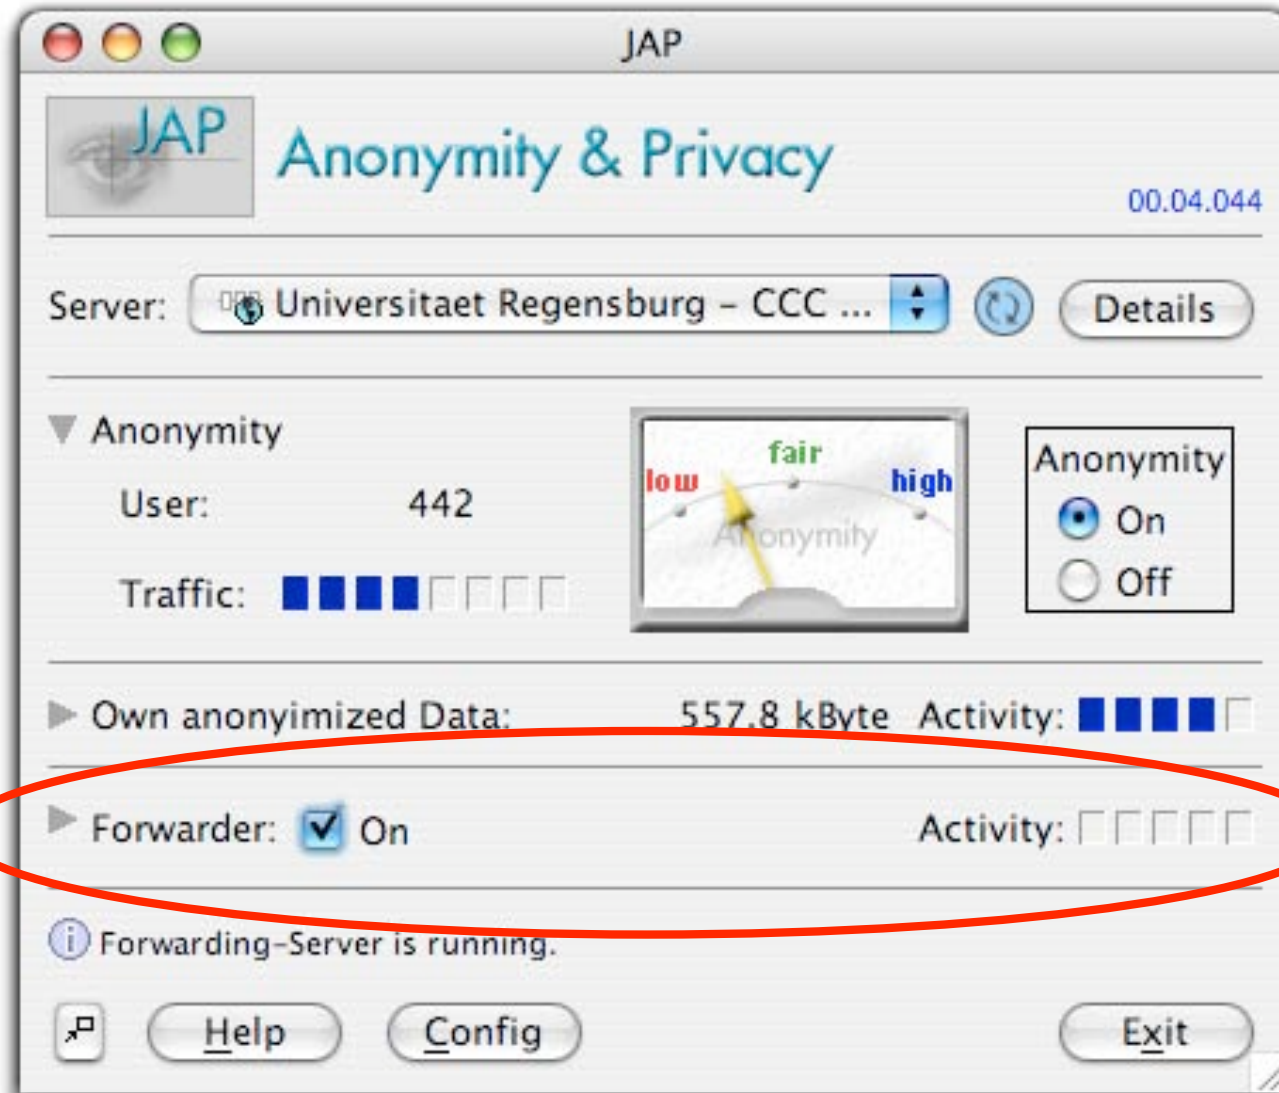 JAP
JAP
Anonymity & Privacy
00.04.044
Server: Universitaet Regensburg – CCC ... Details
Anonymity
User: 442
Traffic:
low fair high
Anonymity
Anonymity
On
Off
Own anonyimized Data: 557.8 kByte Activity:
Forwarder: On Activity:
i Forwarding-Server is running.
Help Config Exit